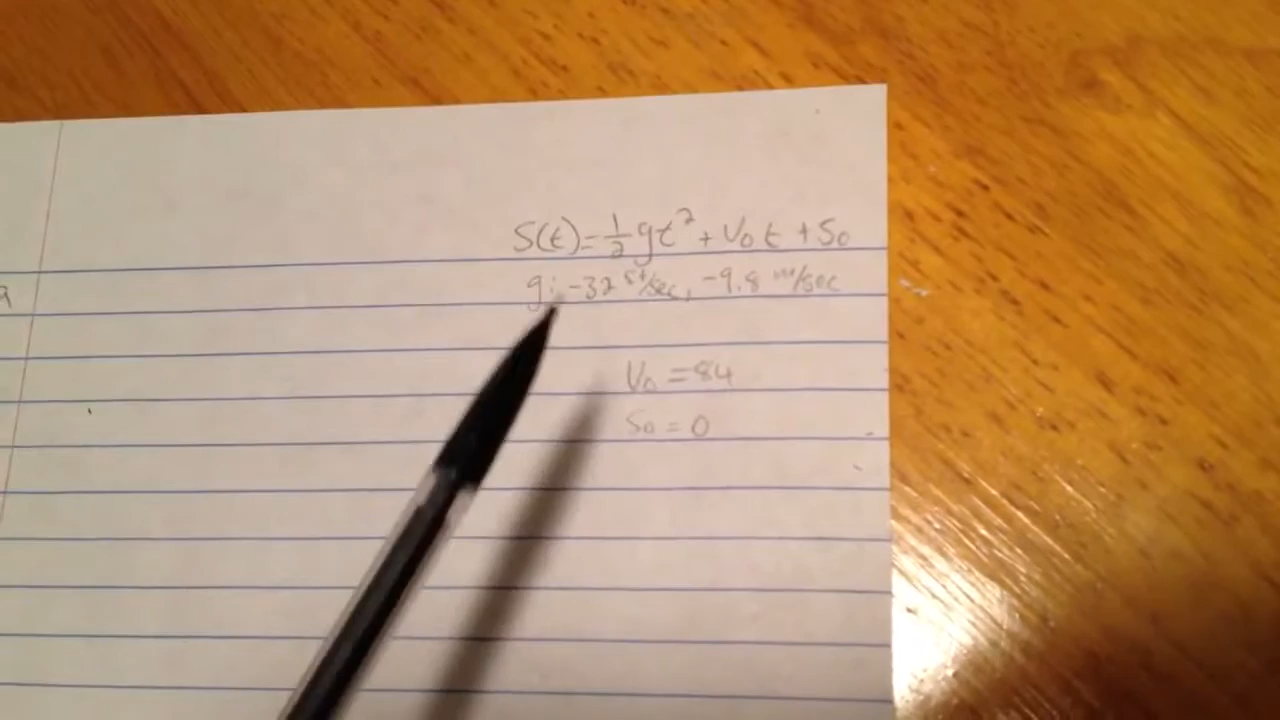 S(t)=½gt²+V₀t+S₀
a
g: -32 ft/sec, -9.8 m/sec
V₀ = 84
S₀ = 0